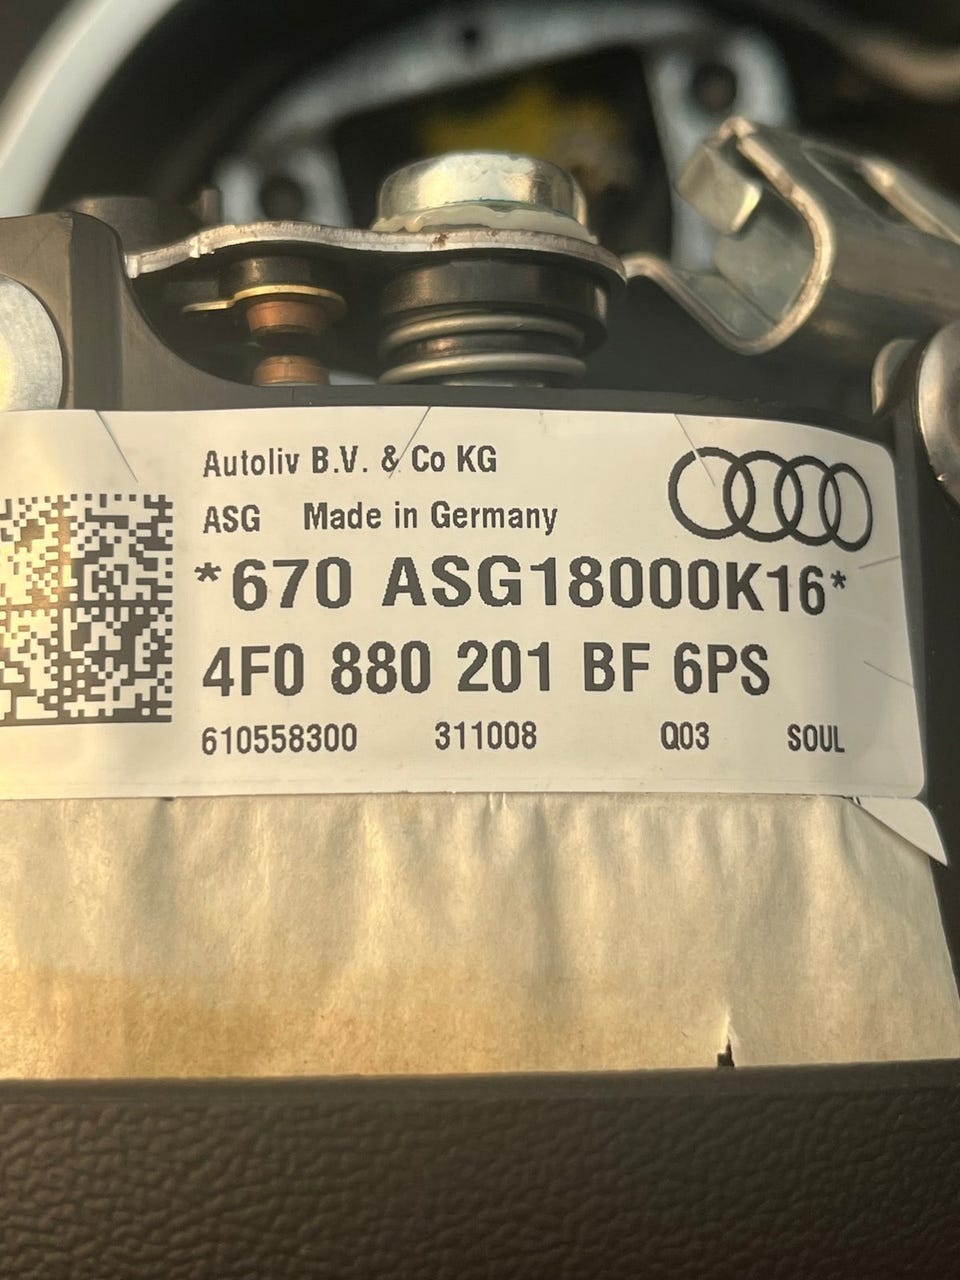 Autoliv B.V. & Co KG
ASG Made in Germany
*670 ASG18000K16*
4F0 880 201 BF 6PS
610558300 311008 Q03 SOUL